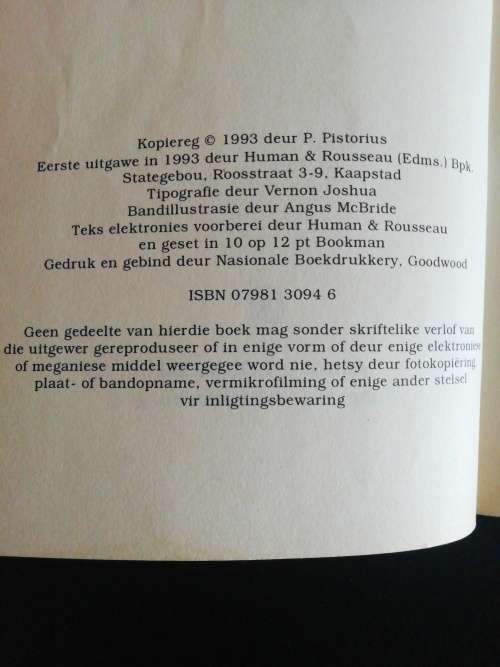 Kopiereg © 1993 deur P. Pistorius
Eerste uitgawe in 1993 deur Human & Rousseau (Edms.) Bpk.
Stategebou, Roosstraat 3-9, Kaapstad
Tipografie deur Vernon Joshua
Bandillustrasie deur Angus McBride
Teks elektronies voorberei deur Human & Rousseau
en geset in 10 op 12 pt Bookman
Gedruk en gebind deur Nasionale Boekdrukkery, Goodwood
ISBN 07981 3094 6
Geen gedeelte van hierdie boek mag sonder skriftelike verlof van
die uitgewer gereproduseer of in enige vorm of deur enige elektroniese
of meganiese middel weergegee word nie, hetsy deur fotokopiëring,
plaat- of bandopname, vermikrofilming of enige ander stelsel
vir inligtingsbewaring